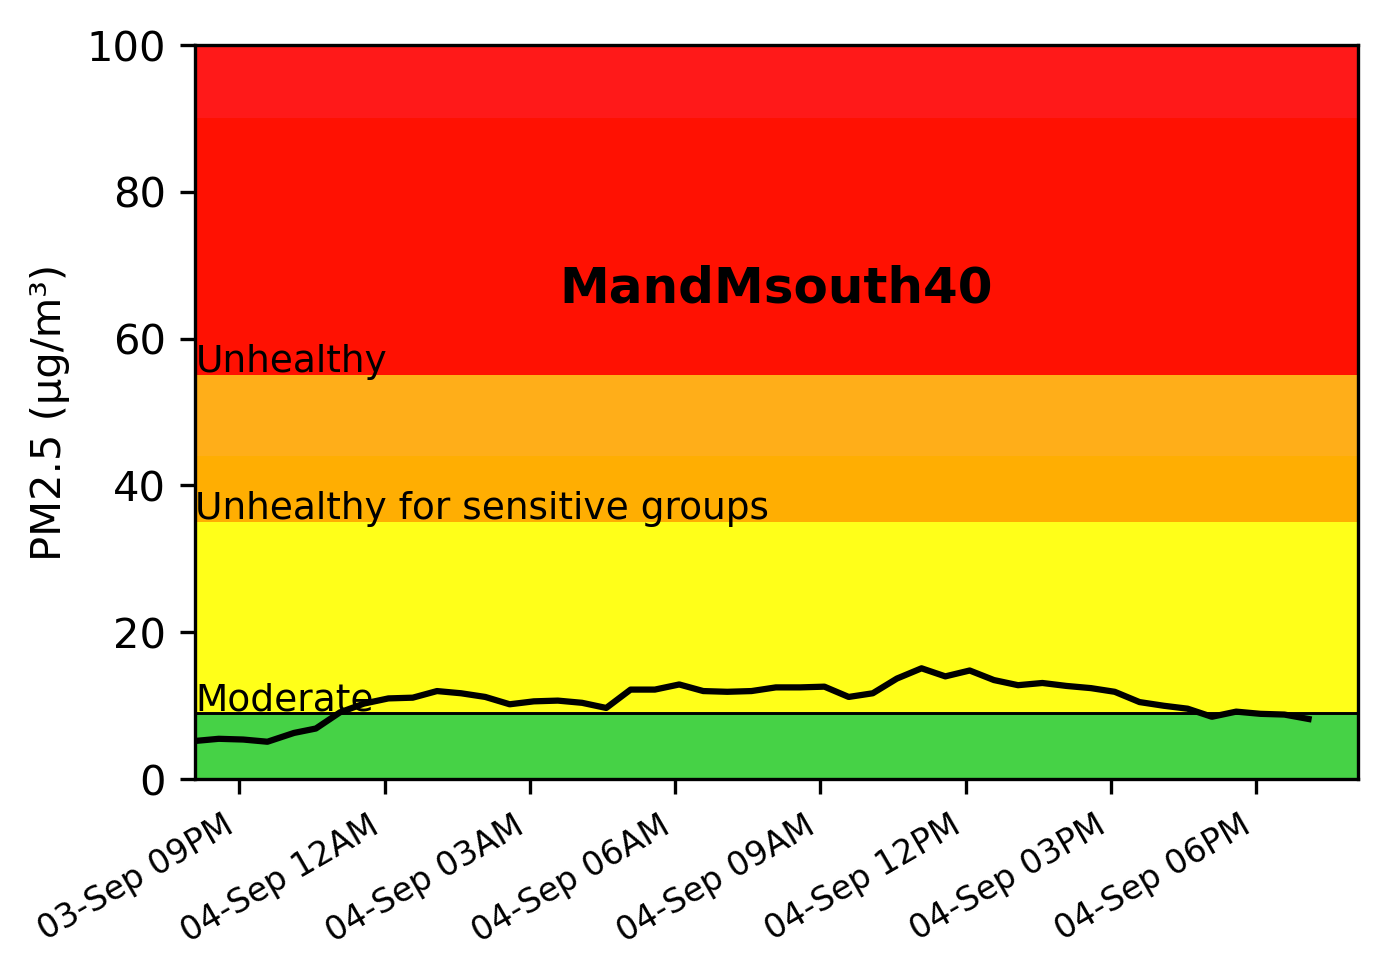 100
80
60
40
20
0
PM2.5 (µg/m³)
MandMsouth40
Unhealthy
Unhealthy for sensitive groups
Moderate
03-Sep 09PM
04-Sep 12AM
04-Sep 03AM
04-Sep 06AM
04-Sep 09AM
04-Sep 12PM
04-Sep 03PM
04-Sep 06PM